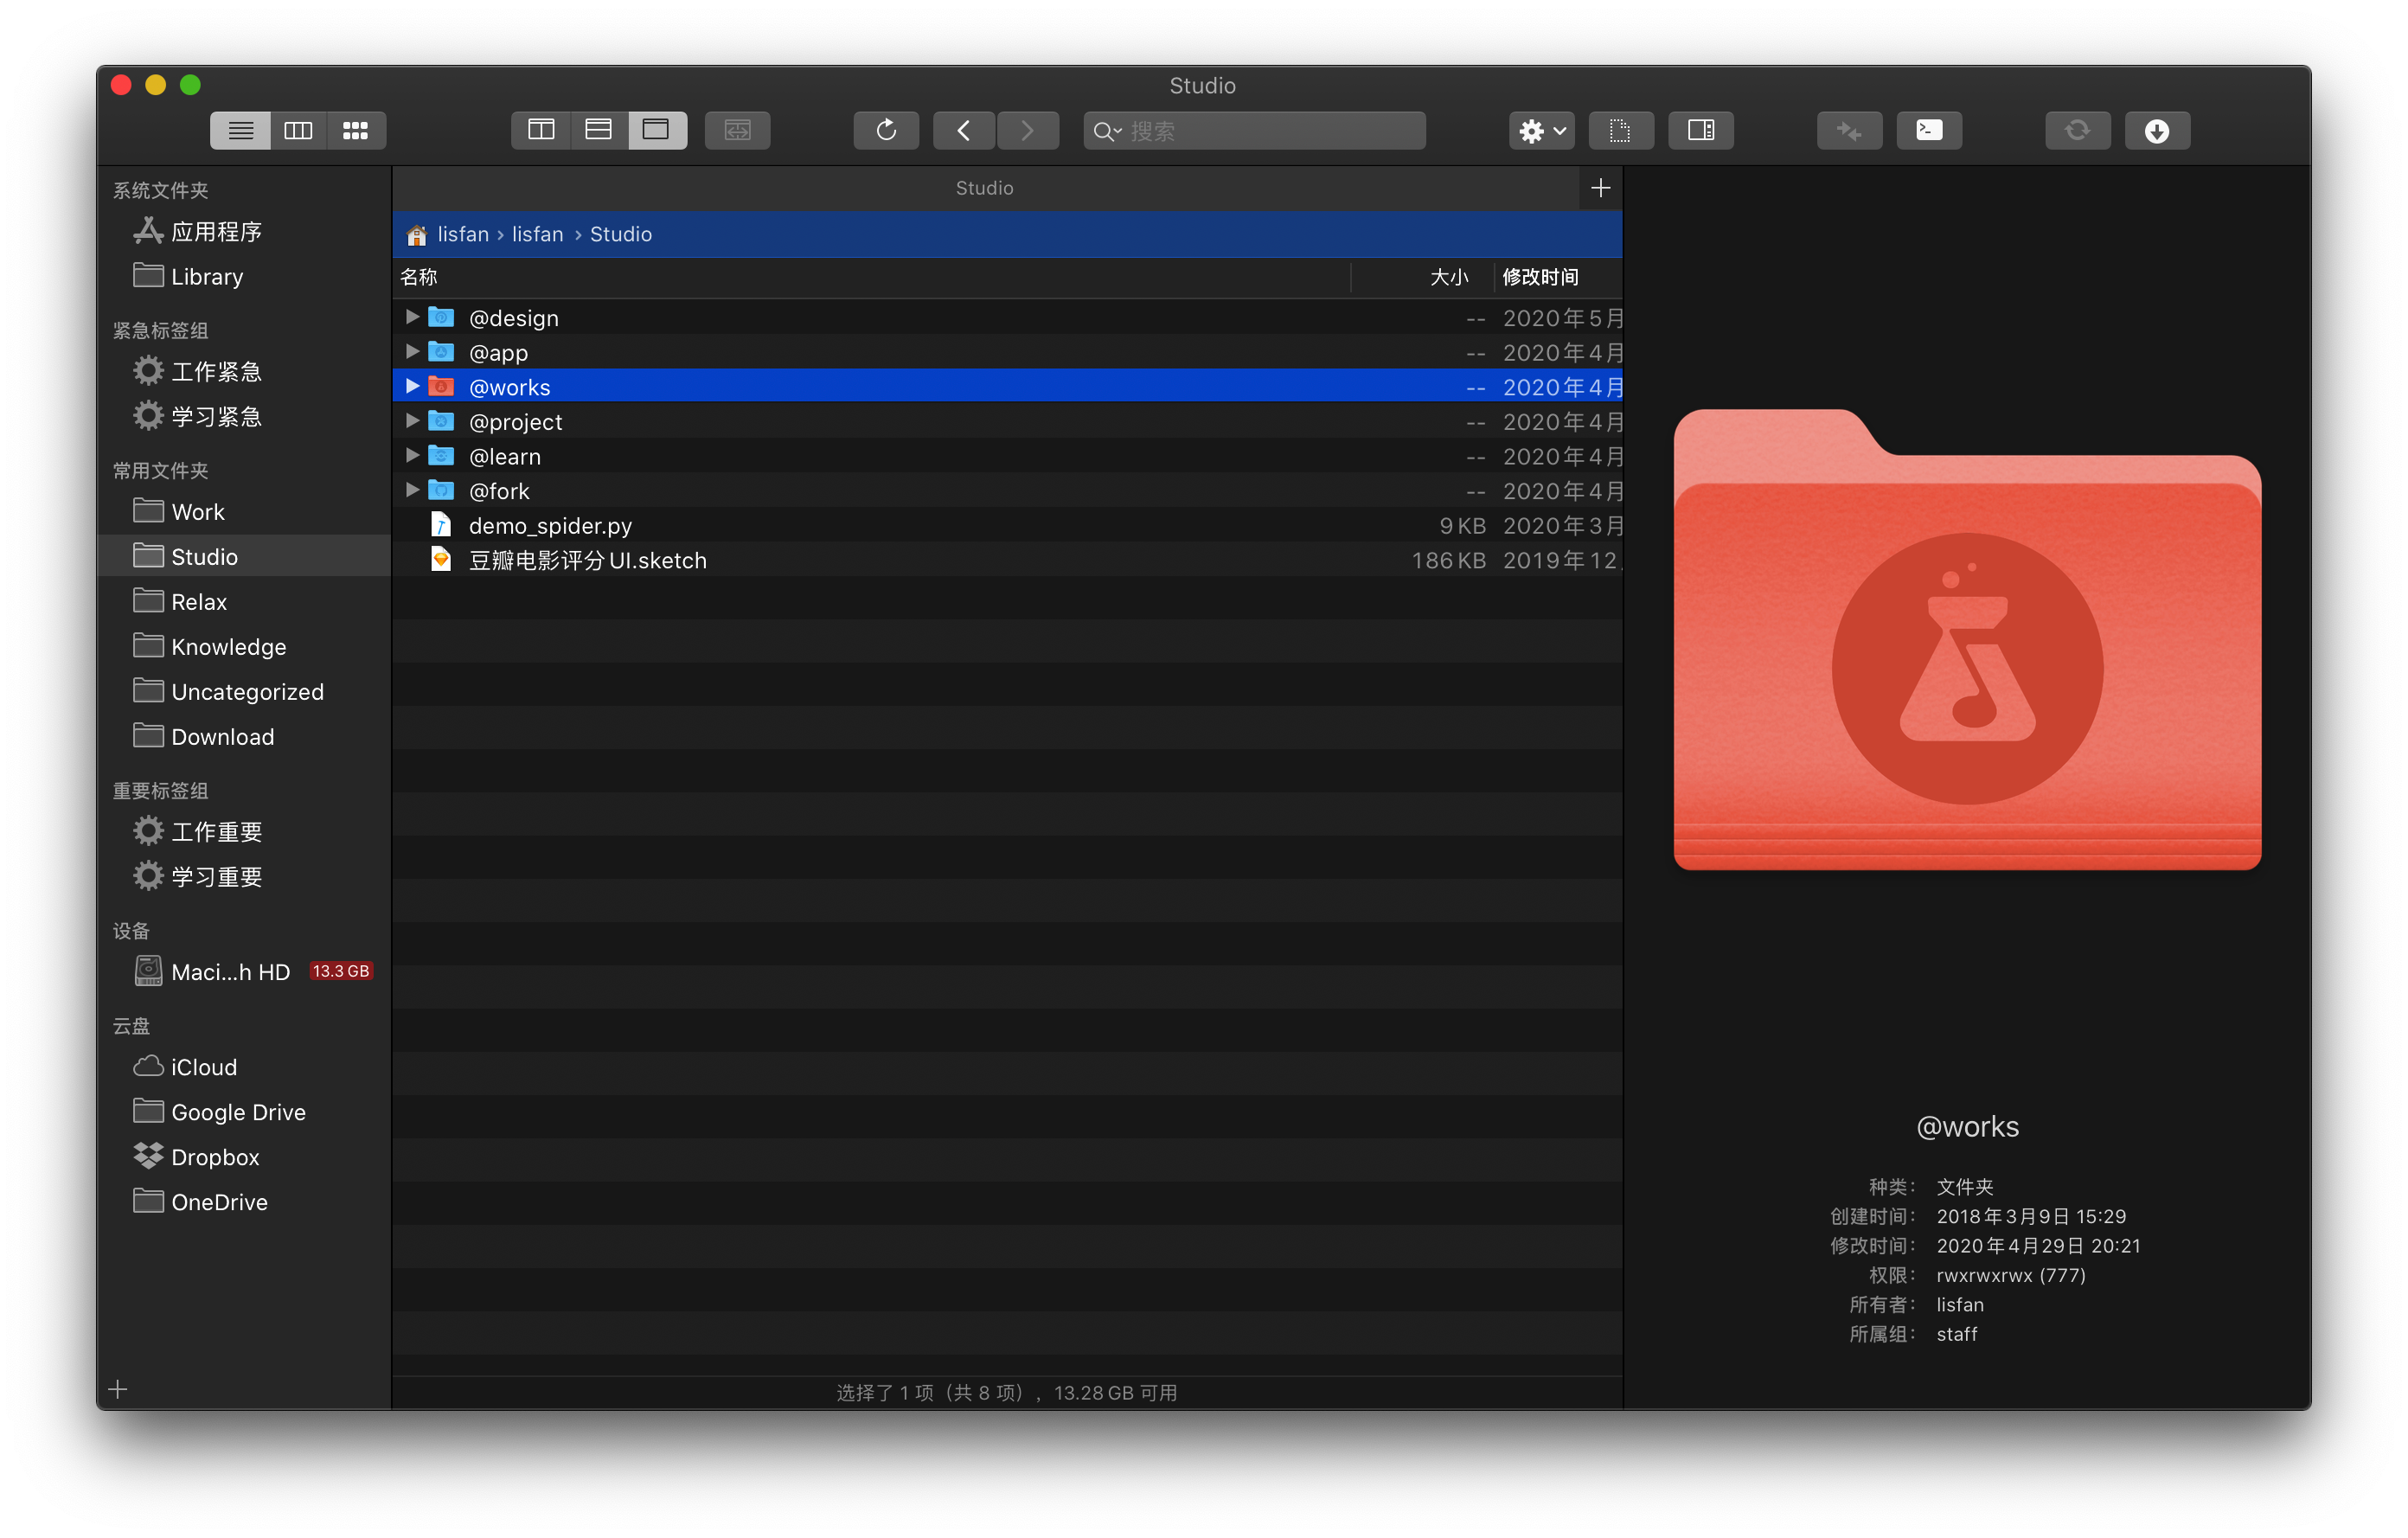 Studio
搜索
系统文件夹
应用程序
Library
紧急标签组
工作紧急
学习紧急
常用文件夹
Work
Studio
Relax
Knowledge
Uncategorized
Download
重要标签组
工作重要
学习重要
设备
Maci...h HD 13.3 GB
云盘
iCloud
Google Drive
Dropbox
OneDrive
Studio
lisfan › lisfan › Studio
名称 大小 修改时间
@design -- 2020年5月
@app -- 2020年4月
@works -- 2020年4月
@project -- 2020年4月
@learn -- 2020年4月
@fork -- 2020年4月
demo_spider.py 9 KB 2020年3月
豆瓣电影评分UI.sketch 186 KB 2019年12
选择了 1 项（共 8 项），13.28 GB 可用
@works
种类： 文件夹
创建时间： 2018年3月9日 15:29
修改时间： 2020年4月29日 20:21
权限： rwxrwxrwx (777)
所有者： lisfan
所属组： staff